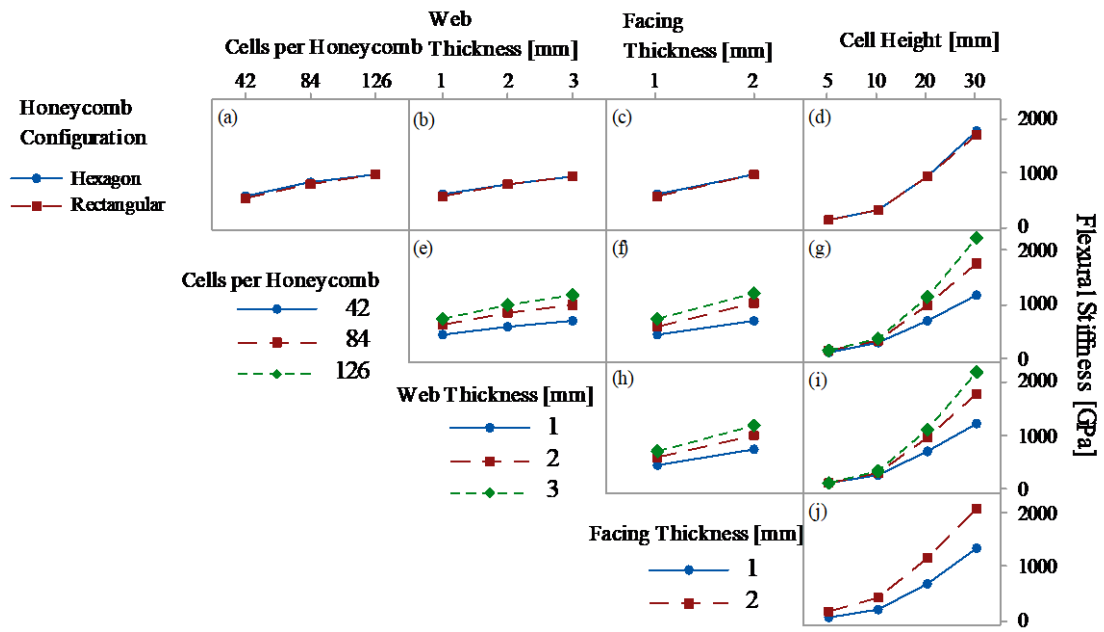 Web
Facing
Cells per Honeycomb
Thickness [mm]
Thickness [mm]
Cell Height [mm]
42 84 126
1 2 3
1 2
5 10 20 30
Honeycomb
Configuration
Hexagon
Rectangular
(a)
(b)
(c)
(d)
2000
1000
0
Cells per Honeycomb
42
84
126
(e)
(f)
(g)
2000
1000
0
Web Thickness [mm]
1
2
3
(h)
(i)
2000
1000
0
Facing Thickness [mm]
1
2
(j)
2000
1000
0
Flexural Stiffness [GPa]